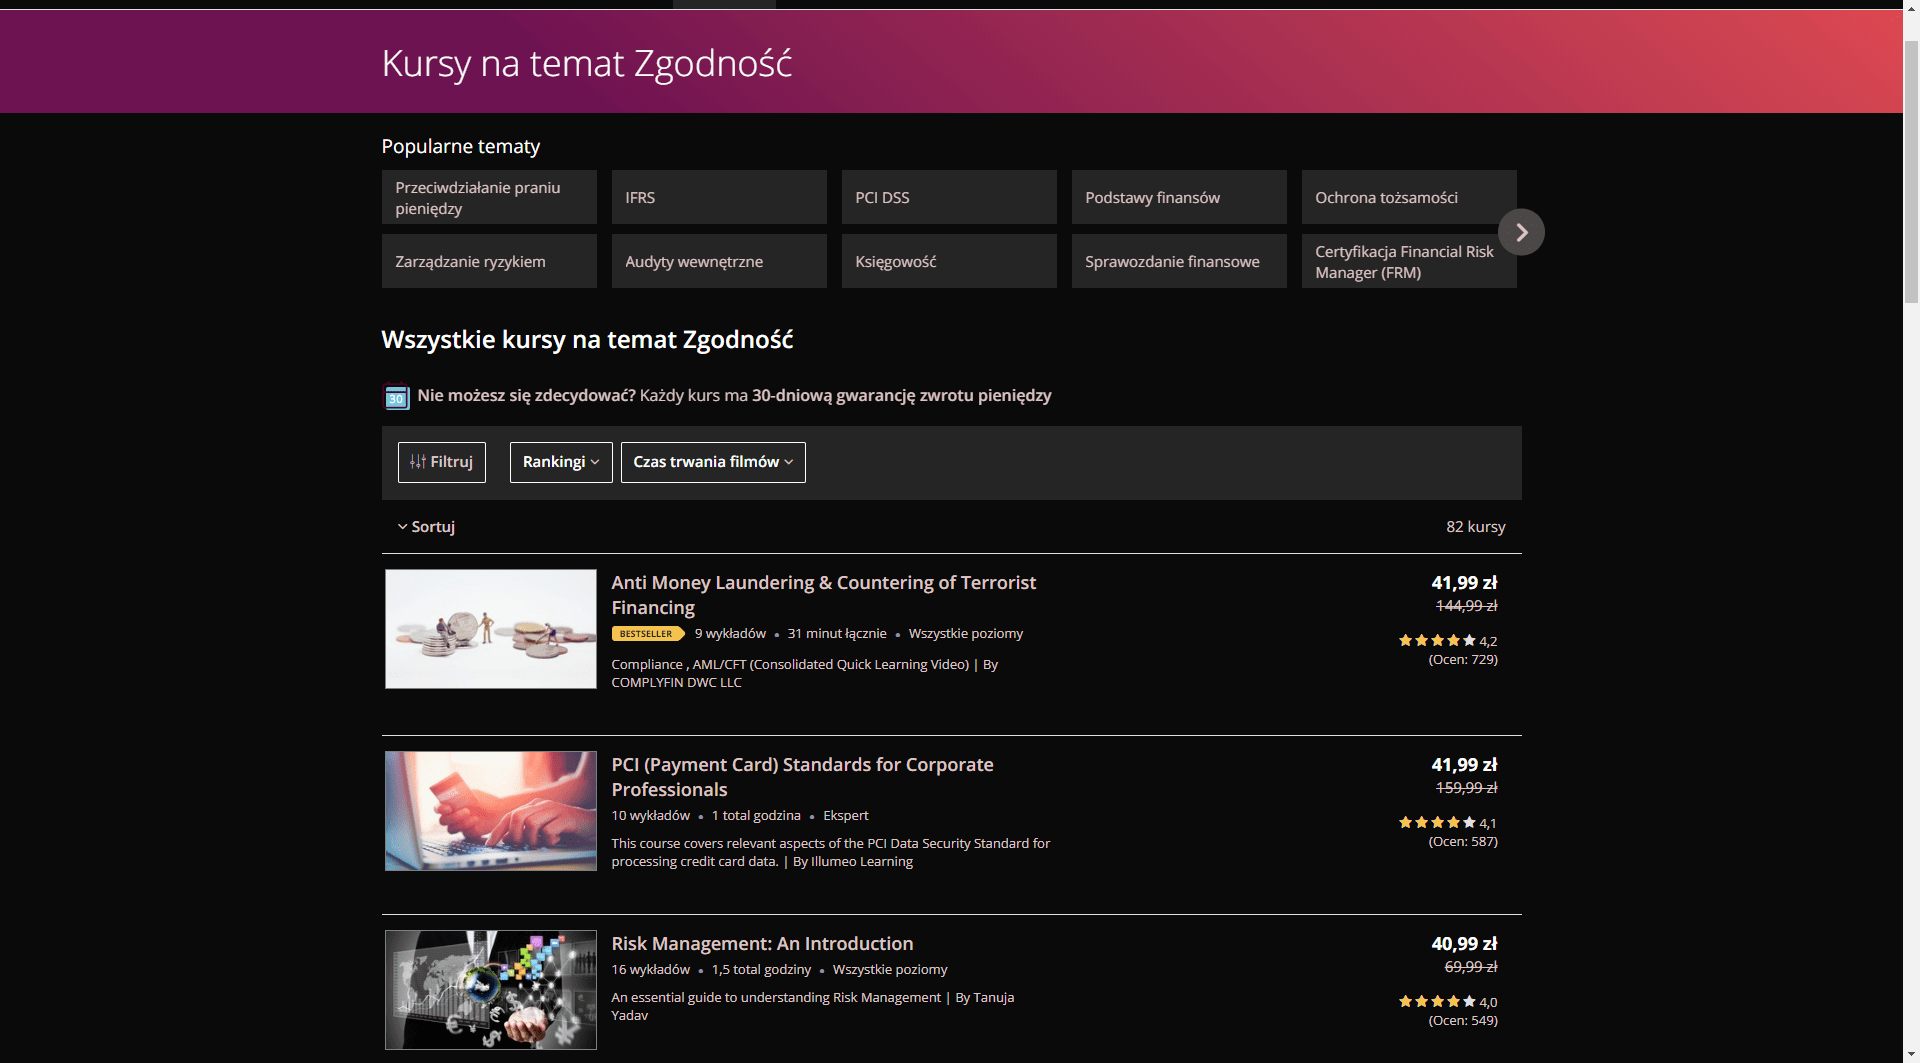 Kursy na temat Zgodność
Popularne tematy
Przeciwdziałanie praniu
pieniędzy
IFRS
PCI DSS
Podstawy finansów
Ochrona tożsamości
Zarządzanie ryzykiem
Audyty wewnętrzne
Księgowość
Sprawozdanie finansowe
Certyfikacja Financial Risk
Manager (FRM)
Wszystkie kursy na temat Zgodność
30
Nie możesz się zdecydować? Każdy kurs ma 30-dniową gwarancję zwrotu pieniędzy
Filtruj
Rankingi
Czas trwania filmów
Sortuj
82 kursy
Anti Money Laundering & Countering of Terrorist
Financing
BESTSELLER 9 wykładów • 31 minut łącznie • Wszystkie poziomy
Compliance , AML/CFT (Consolidated Quick Learning Video) | By
COMPLYFIN DWC LLC
41,99 zł
144,99 zł
4,2
(Ocen: 729)
PCI (Payment Card) Standards for Corporate
Professionals
10 wykładów • 1 total godzina • Ekspert
This course covers relevant aspects of the PCI Data Security Standard for
processing credit card data. | By Illumeo Learning
41,99 zł
159,99 zł
4,1
(Ocen: 587)
Risk Management: An Introduction
16 wykładów • 1,5 total godziny • Wszystkie poziomy
An essential guide to understanding Risk Management | By Tanuja
Yadav
40,99 zł
69,99 zł
4,0
(Ocen: 549)